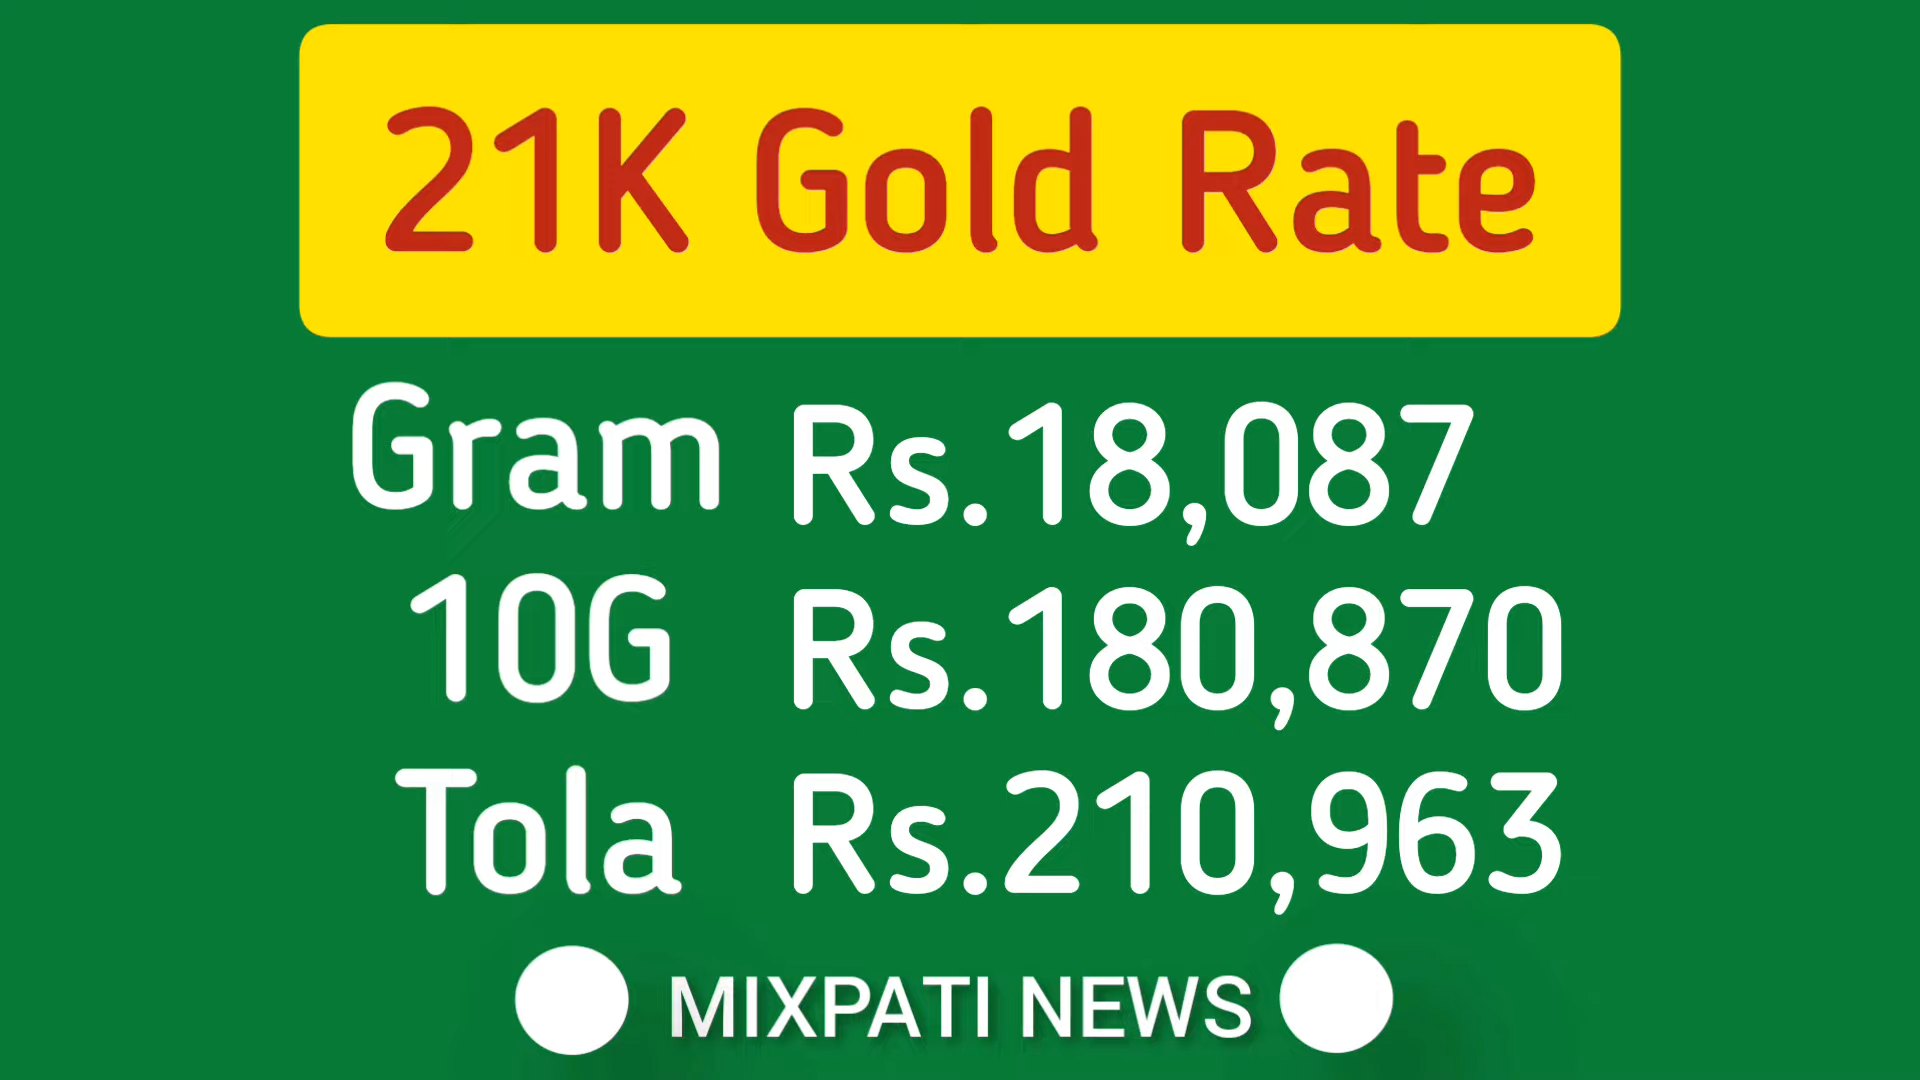 21K Gold Rate
Gram Rs.18,087
10G Rs.180,870
Tola Rs.210,963
MIXPATI NEWS